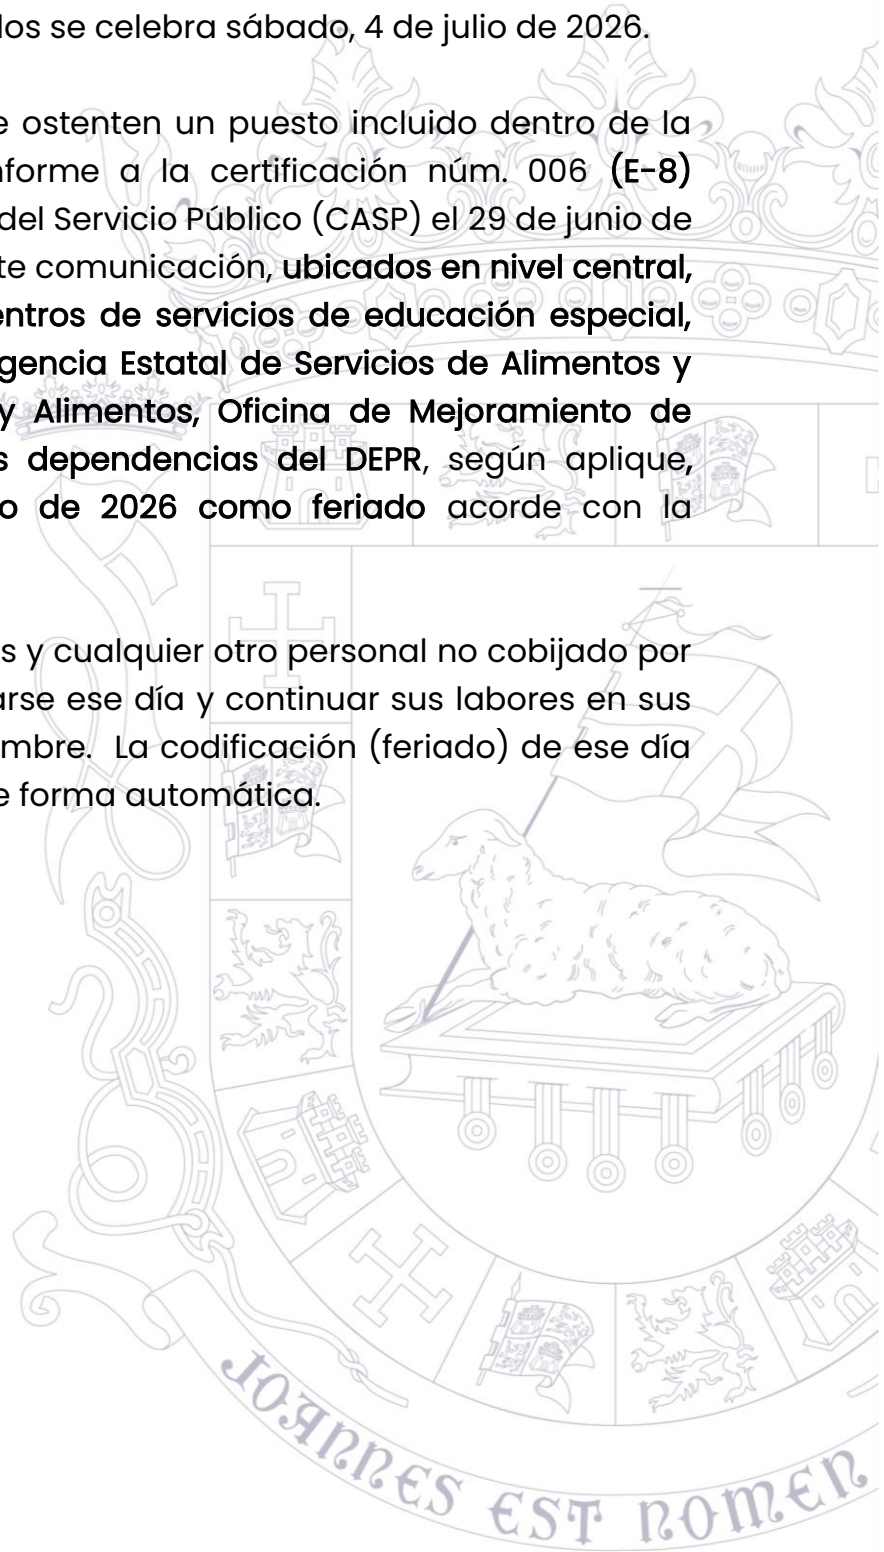 los se celebra sábado, 4 de julio de 2026.
e ostenten un puesto incluido dentro de la
nforme a la certificación núm. 006 (E-8)
del Servicio Público (CASP) el 29 de junio de
te comunicación, ubicados en nivel central,
entros de servicios de educación especial,
gencia Estatal de Servicios de Alimentos y
y Alimentos, Oficina de Mejoramiento de
s dependencias del DEPR, según aplique,
o de 2026 como feriado acorde con la
s y cualquier otro personal no cobijado por
arse ese día y continuar sus labores en sus
mbre. La codificación (feriado) de ese día
e forma automática.
JOANNES EST NOMEN